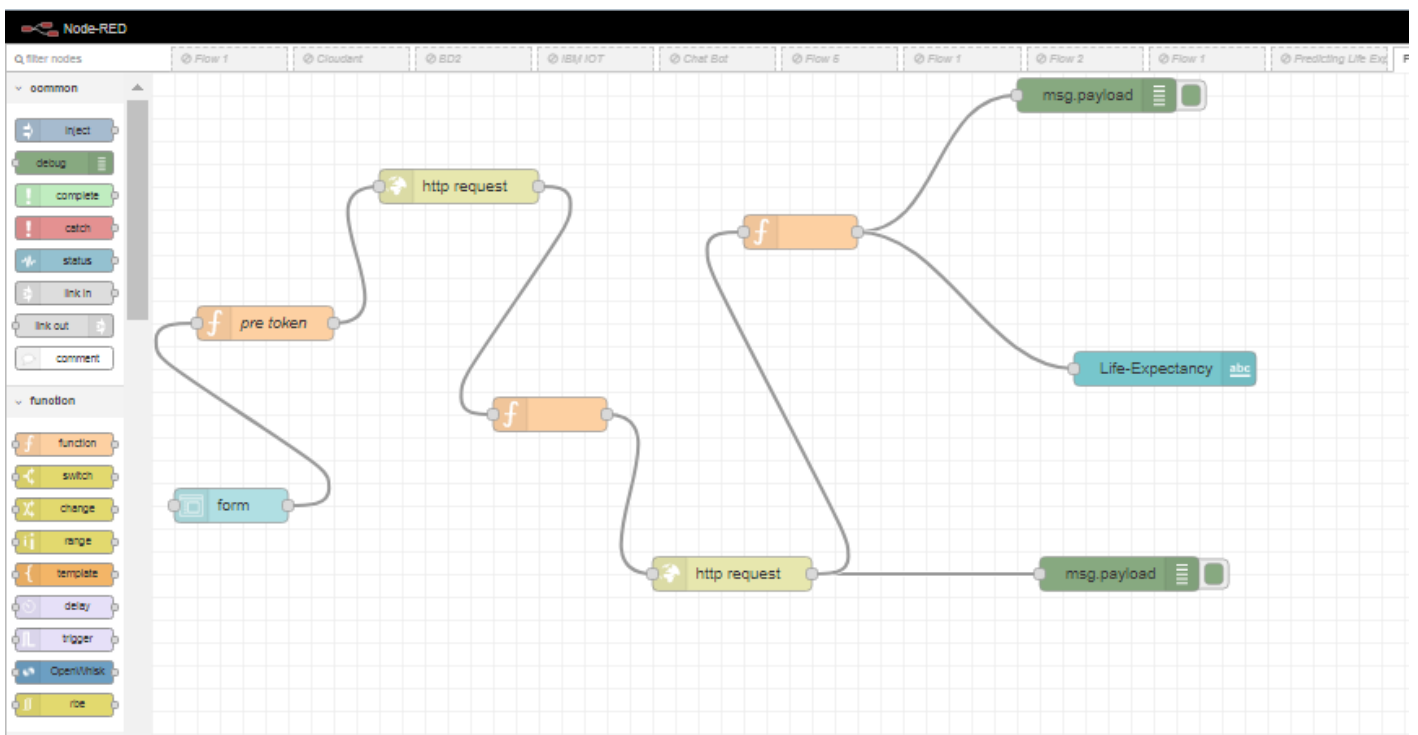 Node-RED
filter nodes
Flow 1
Cloudant
BD2
IBM IOT
Chat Bot
Flow 5
Flow 1
Flow 2
Flow 1
Predicting Life Exp
common
inject
debug
complete
catch
status
link in
link out
comment
function
function
switch
change
range
template
delay
trigger
OpenWhisk
rbe
msg.payload
http request
f
pre token
f
Life-Expectancy
abc
f
form
http request
msg.payload